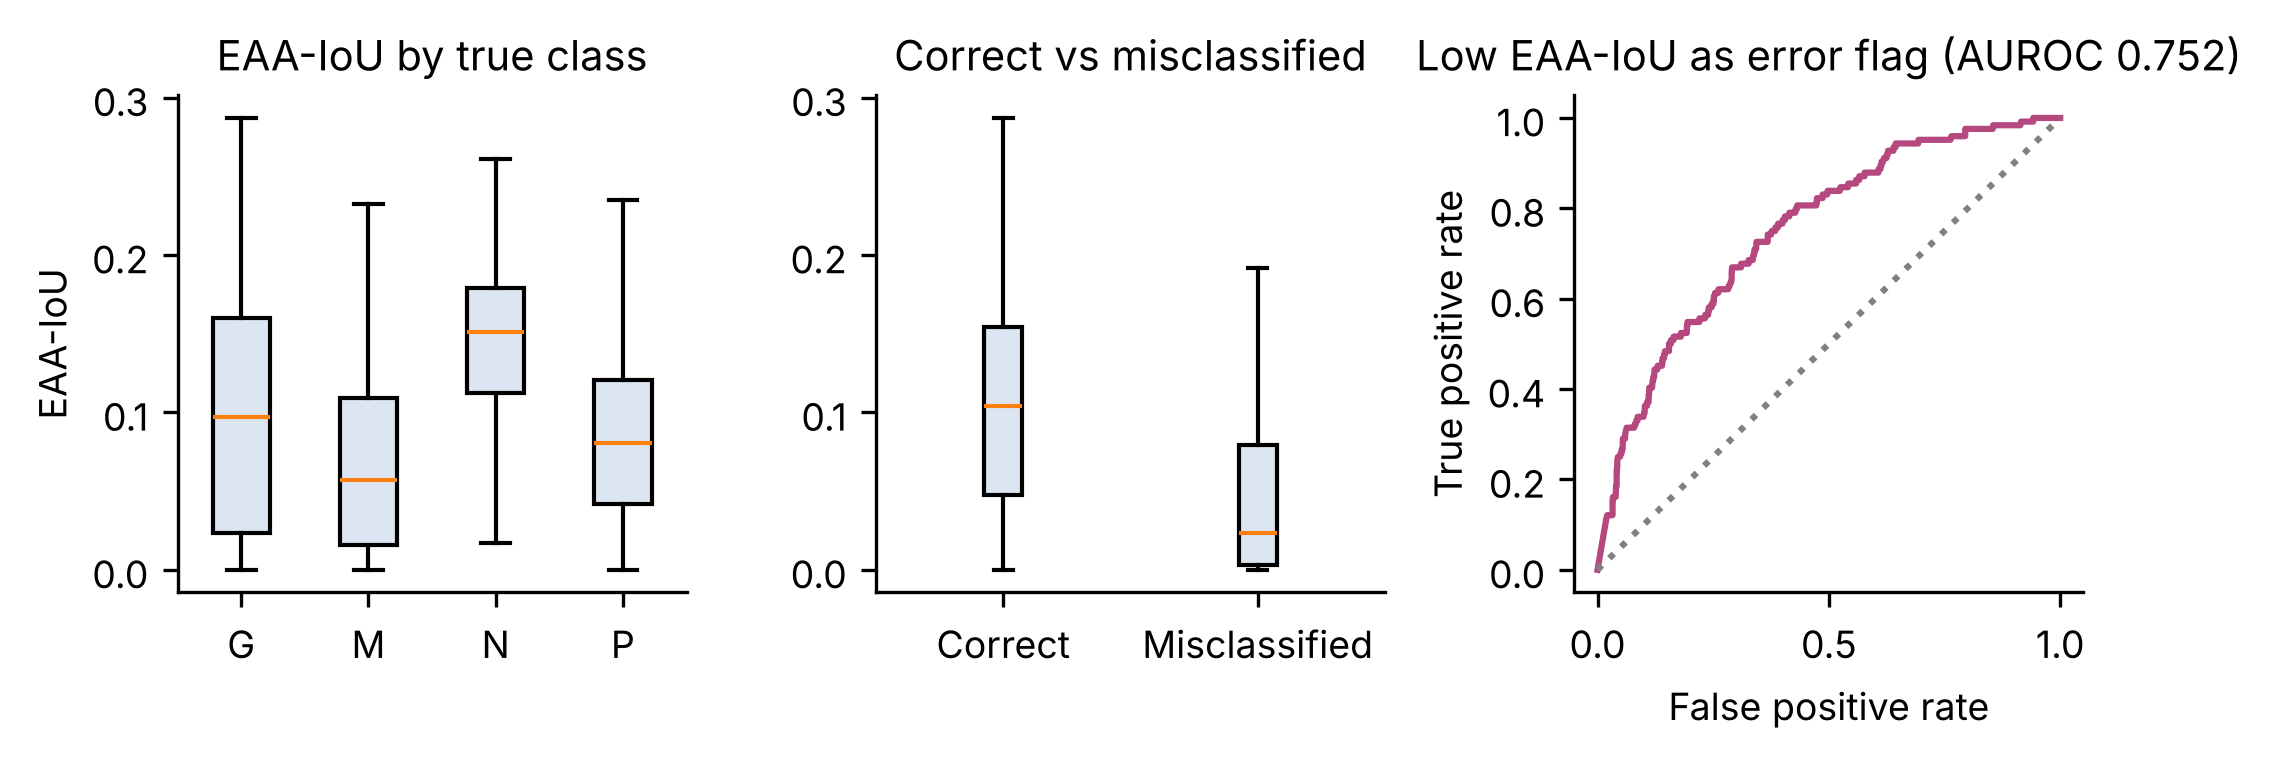 EAA-IoU by true class
EAA-IoU
0.3
0.2
0.1
0.0
G M N P
Correct vs misclassified
0.3
0.2
0.1
0.0
Correct Misclassified
Low EAA-IoU as error flag (AUROC 0.752)
True positive rate
1.0
0.8
0.6
0.4
0.2
0.0
0.0 0.5 1.0
False positive rate